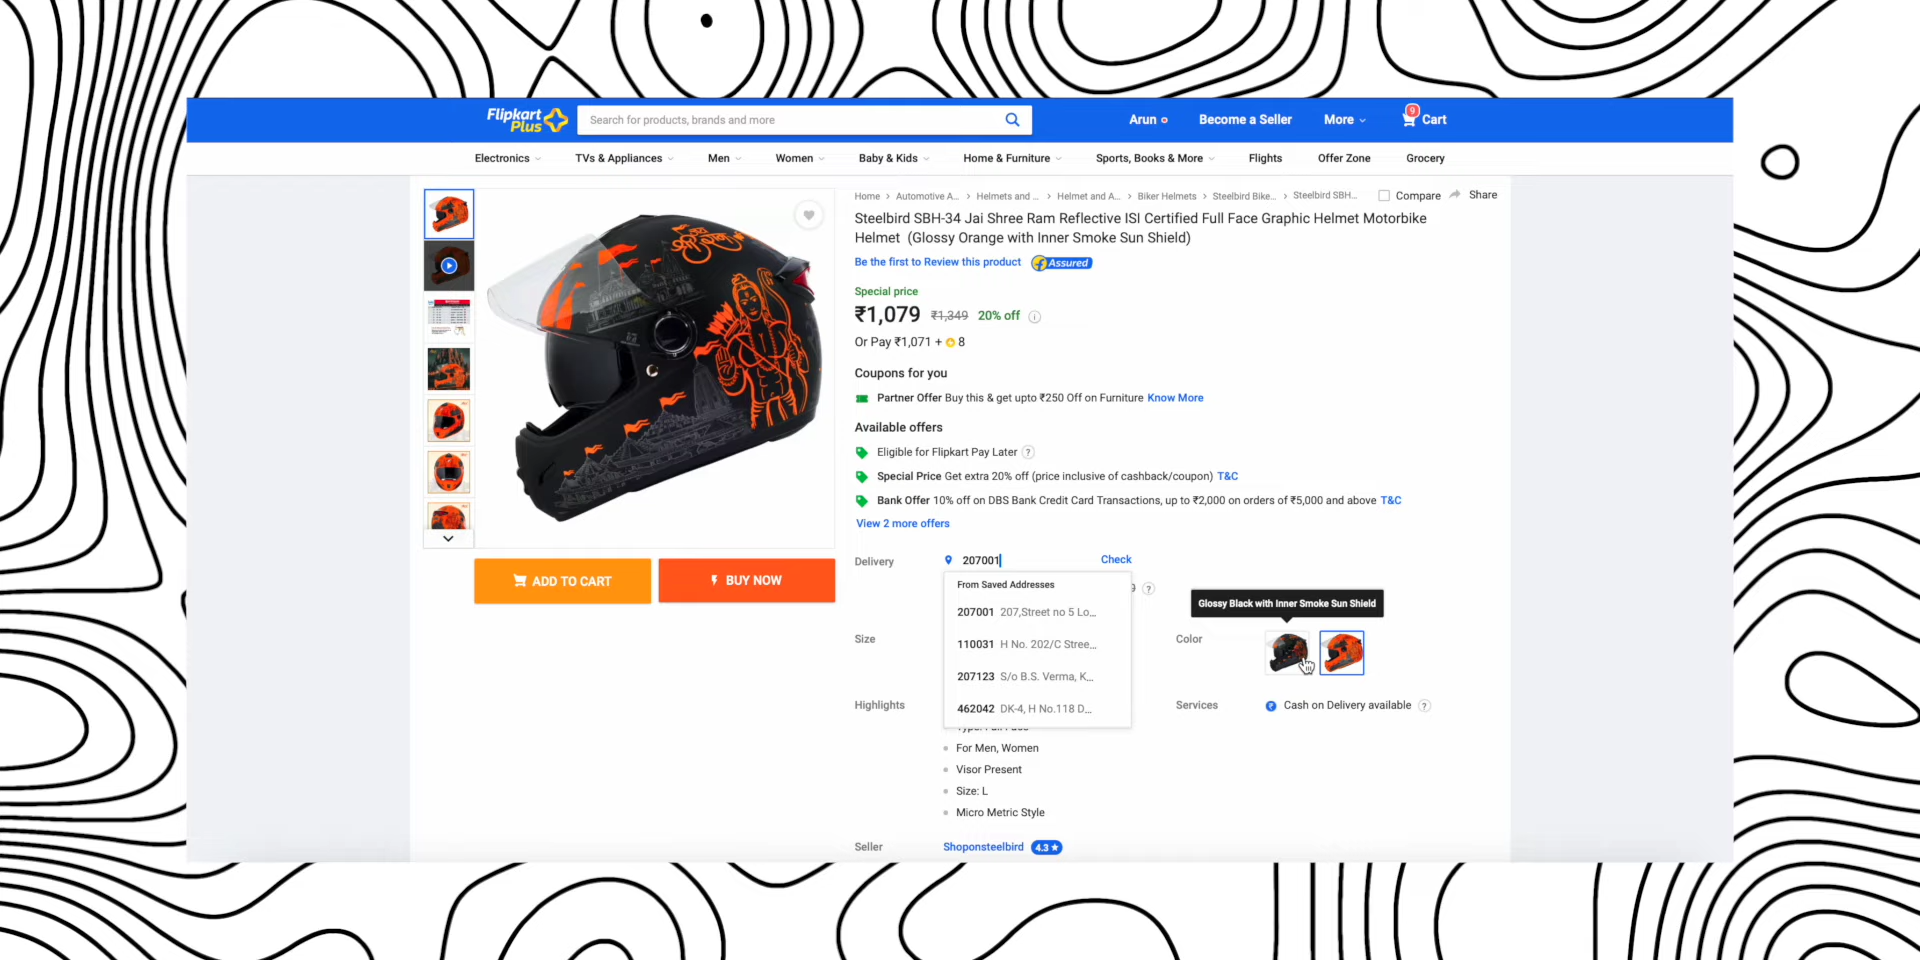 Flipkart
Plus
Search for products, brands and more
Arun
Become a Seller
More
9
Cart
Electronics
TVs & Appliances
Men
Women
Baby & Kids
Home & Furniture
Sports, Books & More
Flights
Offer Zone
Grocery
Home > Automotive A... > Helmets and ... > Helmet and A... > Biker Helmets > Steelbird Bike... > Steelbird SBH...
Compare
Share
Steelbird SBH-34 Jai Shree Ram Reflective ISI Certified Full Face Graphic Helmet Motorbike
Helmet (Glossy Orange with Inner Smoke Sun Shield)
Be the first to Review this product
Assured
Special price
₹1,079 ₹1,349 20% off
Or Pay ₹1,071 + 8
Coupons for you
Partner Offer Buy this & get upto ₹250 Off on Furniture Know More
Available offers
Eligible for Flipkart Pay Later ?
Special Price Get extra 20% off (price inclusive of cashback/coupon) T&C
Bank Offer 10% off on DBS Bank Credit Card Transactions, up to ₹2,000 on orders of ₹5,000 and above T&C
View 2 more offers
ADD TO CART
BUY NOW
Delivery
207001
Check
From Saved Addresses
207001 207,Street no 5 Lo...
110031 H No. 202/C Stree...
207123 S/o B.S. Verma, K...
462042 DK-4, H No.118 D...
?
Glossy Black with Inner Smoke Sun Shield
Size
Color
Highlights
Services
Cash on Delivery available ?
Type: Full Face
For Men, Women
Visor Present
Size: L
Micro Metric Style
Seller
Shoponsteelbird 4.3 ★